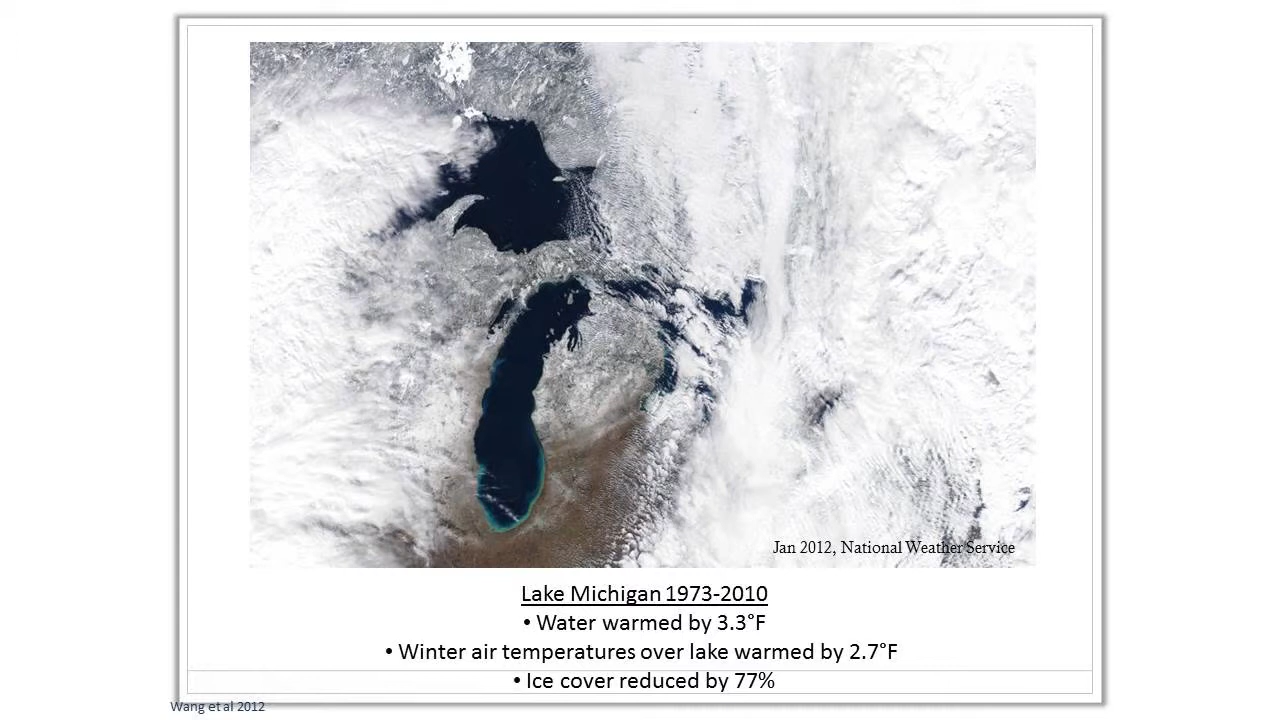 Jan 2012, National Weather Service
Lake Michigan 1973-2010
• Water warmed by 3.3°F
• Winter air temperatures over lake warmed by 2.7°F
• Ice cover reduced by 77%
Wang et al 2012